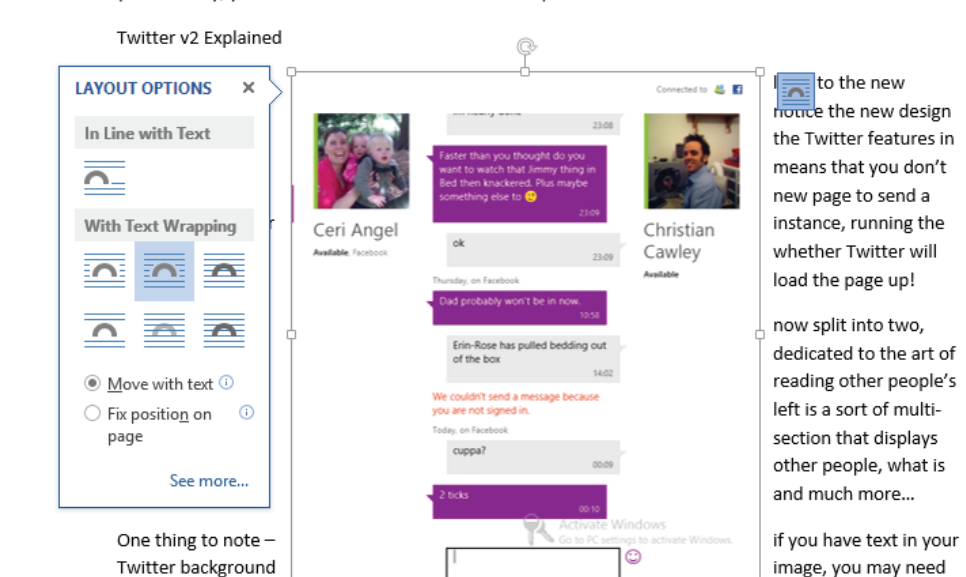 Twitter v2 Explained
LAYOUT OPTIONS
In Line with Text
With Text Wrapping
Move with text
Fix position on
page
See more...
One thing to note –
Twitter background
Connected to
23:08
Faster than you thought do you
want to watch that Jimmy thing in
Bed then knackered. Plus maybe
something else to
23:09
Ceri Angel
Available Facebook
Christian
Cawley
Available
ok
23:09
Thursday, on Facebook
Dad probably won't be in now.
10:58
Erin-Rose has pulled bedding out
of the box
14:02
We couldn't send a message because
you are not signed in.
Today, on Facebook
cuppa?
00:09
2 ticks
00:10
Activate Windows
Go to PC settings to activate Windows.
to the new
notice the new design
the Twitter features in
means that you don't
new page to send a
instance, running the
whether Twitter will
load the page up!
now split into two,
dedicated to the art of
reading other people's
left is a sort of multi-
section that displays
other people, what is
and much more...
if you have text in your
image, you may need